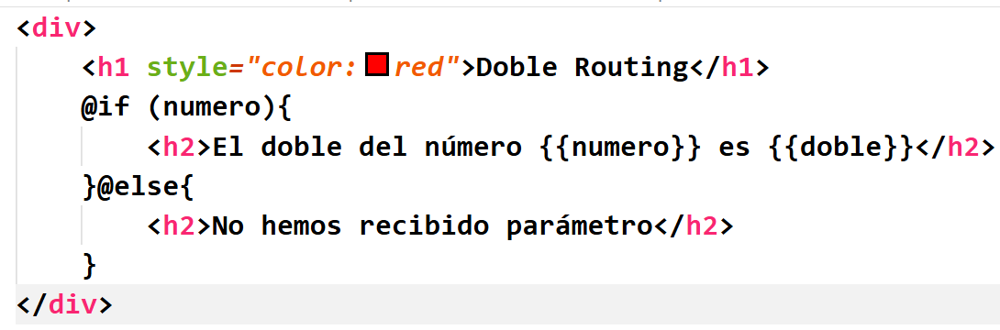 <div>
<h1 style="color: red">Doble Routing</h1>
@if (numero){
<h2>El doble del número {{numero}} es {{doble}}</h2>
}@else{
<h2>No hemos recibido parámetro</h2>
}
</div>